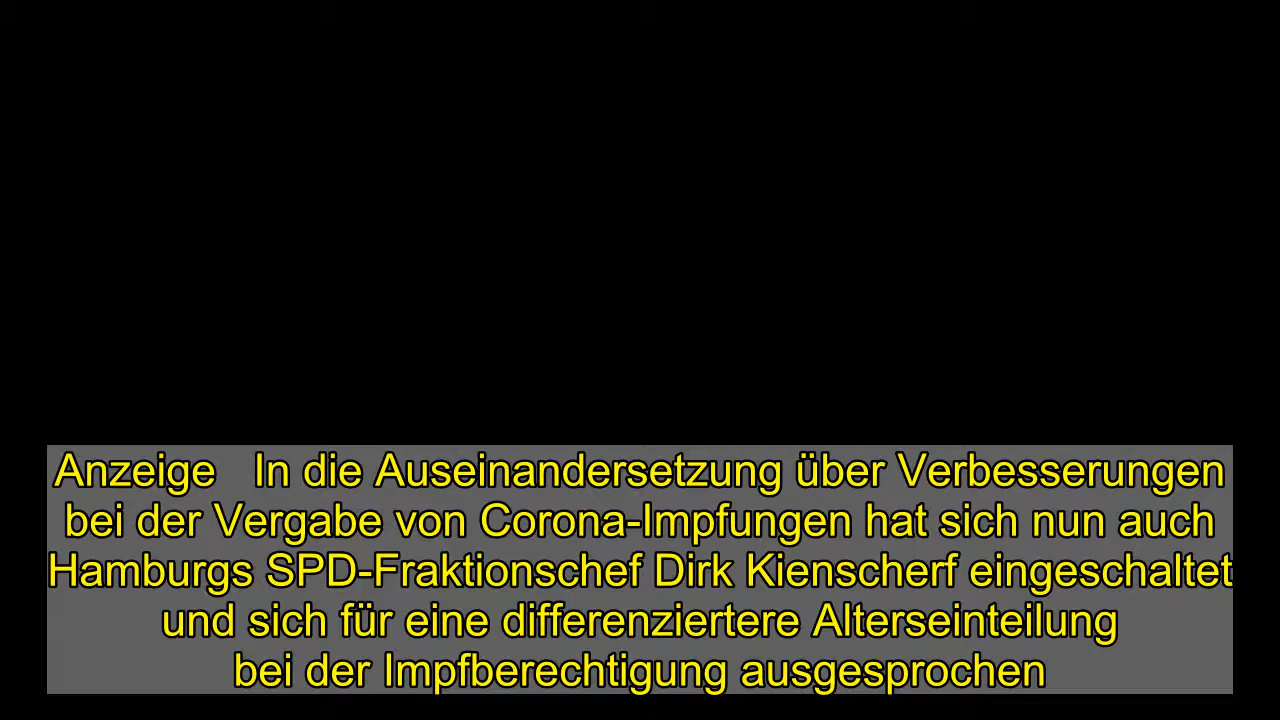 Anzeige   In die Auseinandersetzung über Verbesserungen
bei der Vergabe von Corona-Impfungen hat sich nun auch
Hamburgs SPD-Fraktionschef Dirk Kienscherf eingeschaltet
und sich für eine differenziertere Alterseinteilung
bei der Impfberechtigung ausgesprochen